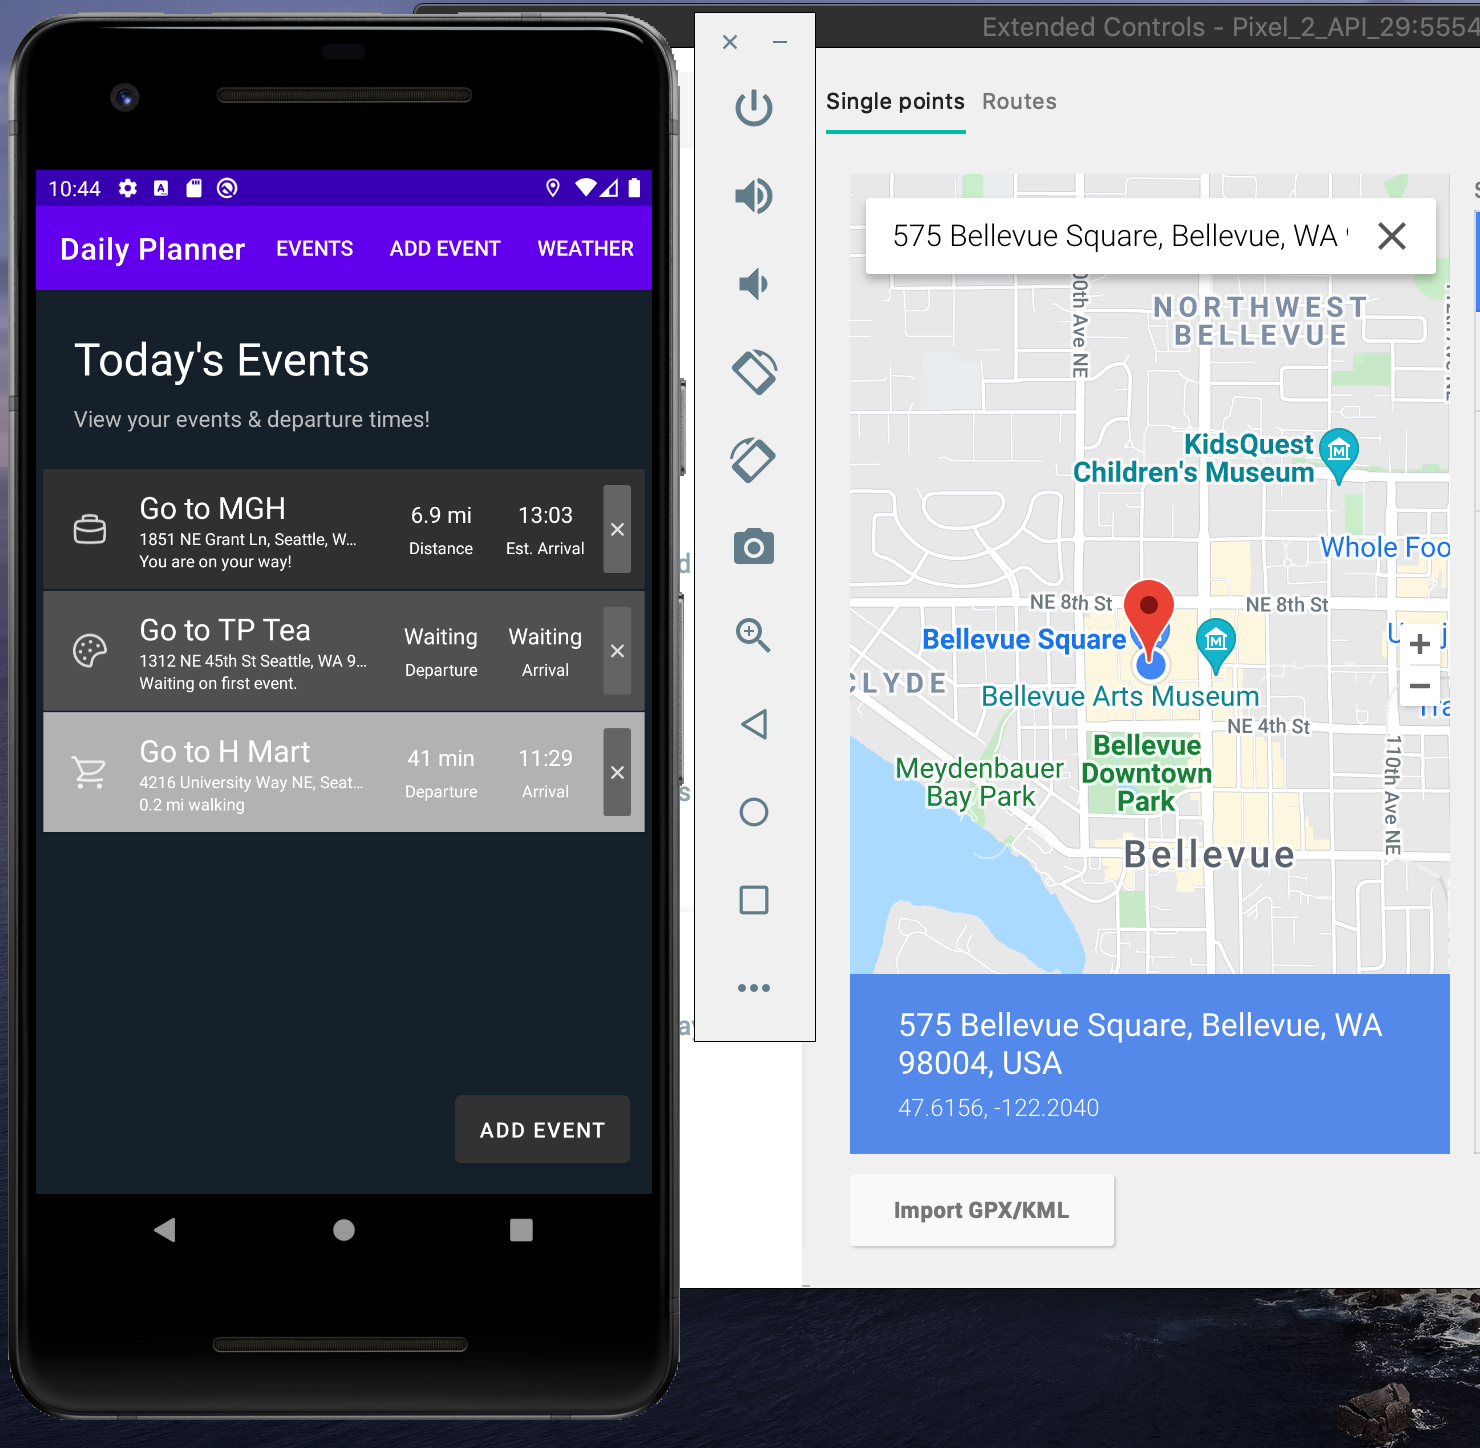 Extended Controls - Pixel_2_API_29:5554
10:44
Daily Planner
EVENTS
ADD EVENT
WEATHER
Today's Events
View your events & departure times!
Go to MGH
1851 NE Grant Ln, Seattle, W...
You are on your way!
6.9 mi
Distance
13:03
Est. Arrival
Go to TP Tea
1312 NE 45th St Seattle, WA 9...
Waiting on first event.
Waiting
Departure
Waiting
Arrival
Go to H Mart
4216 University Way NE, Seat...
0.2 mi walking
41 min
Departure
11:29
Arrival
ADD EVENT
Single points
Routes
575 Bellevue Square, Bellevue, WA
00th Ave NE
NORTHWEST
BELLEVUE
KidsQuest
Children's Museum
Whole Foo
NE 8th St
NE 8th St
Bellevue Square
CLYDE
Bellevue Arts Museum
NE 4th St
Bellevue
Downtown
Park
Meydenbauer
Bay Park
110th Ave NE
Bellevue
575 Bellevue Square, Bellevue, WA
98004, USA
47.6156, -122.2040
Import GPX/KML